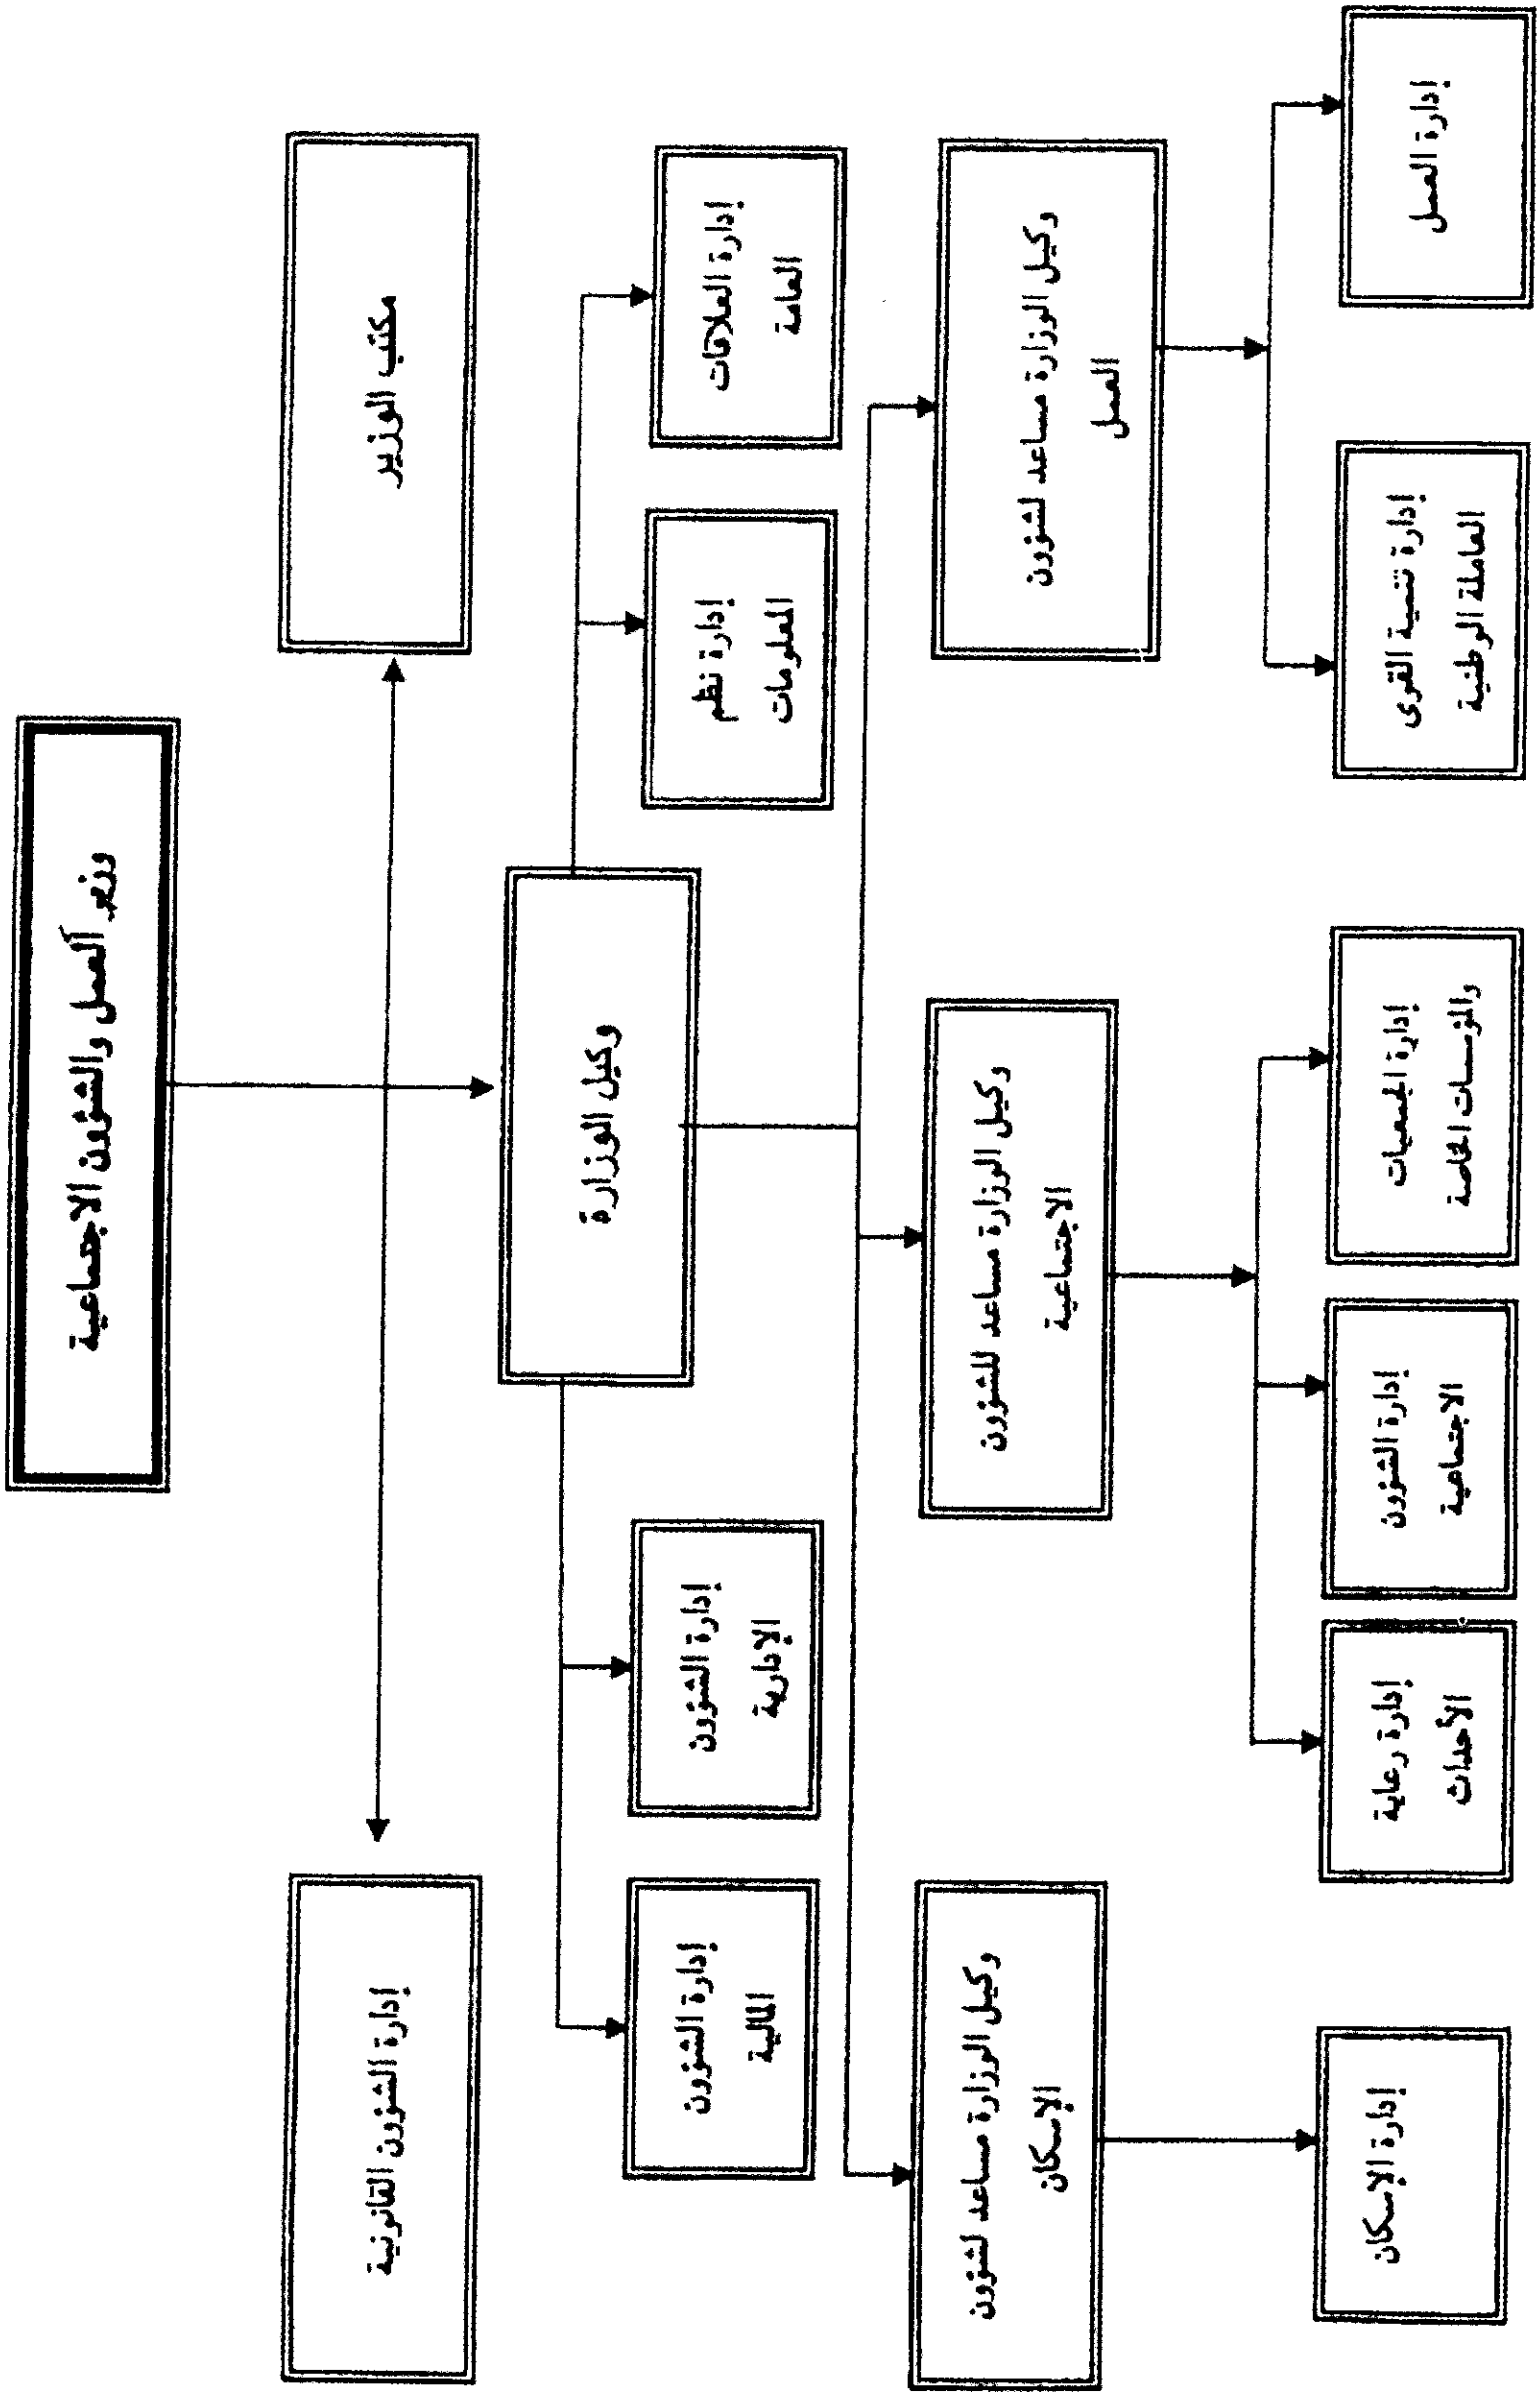 وزير العمل والشؤون الاجتماعية
مكتب الوزير
إدارة الشؤون القانونية
وكيل الوزارة
إدارة العلاقات
العامة
إدارة نظم
المعلومات
إدارة الشؤون
الإدارية
إدارة الشؤون
المالية
وكيل الوزارة مساعد لشؤون
العمل
وكيل الوزارة مساعد للشؤون
الاجتماعية
وكيل الوزارة مساعد لشؤون
الإسكان
إدارة العمل
إدارة تنمية القوى
العاملة الوطنية
إدارة الجمعيات
والمؤسسات الخاصة
إدارة الشؤون
الاجتماعية
إدارة رعاية
الأحداث
إدارة الإسكان